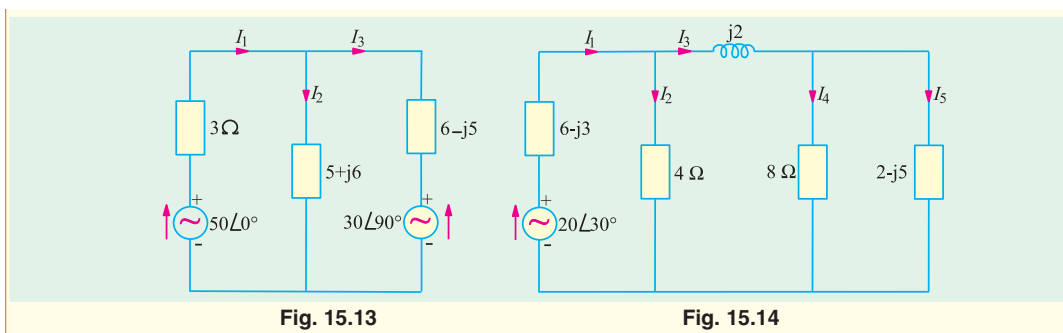 I1 I3 I1 I3 j2
I2 I2 I4 I5
3Ω 6–j5 6-j3
5+j6 4 Ω 8 Ω 2-j5
+ + +
50∠0° 30∠90° 20∠30°
- - -
Fig. 15.13 Fig. 15.14